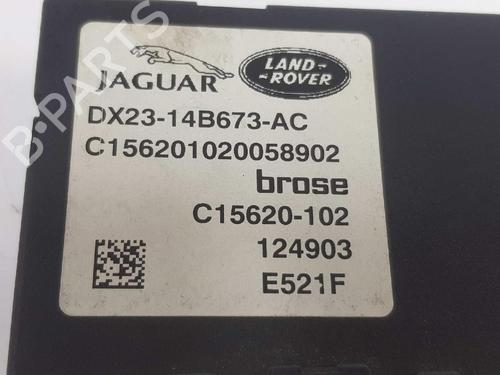 JAGUAR
LAND-
-ROVER
DX23-14B673-AC
C156201020058902
brose
C15620-102
124903
E521F
B-PARTS